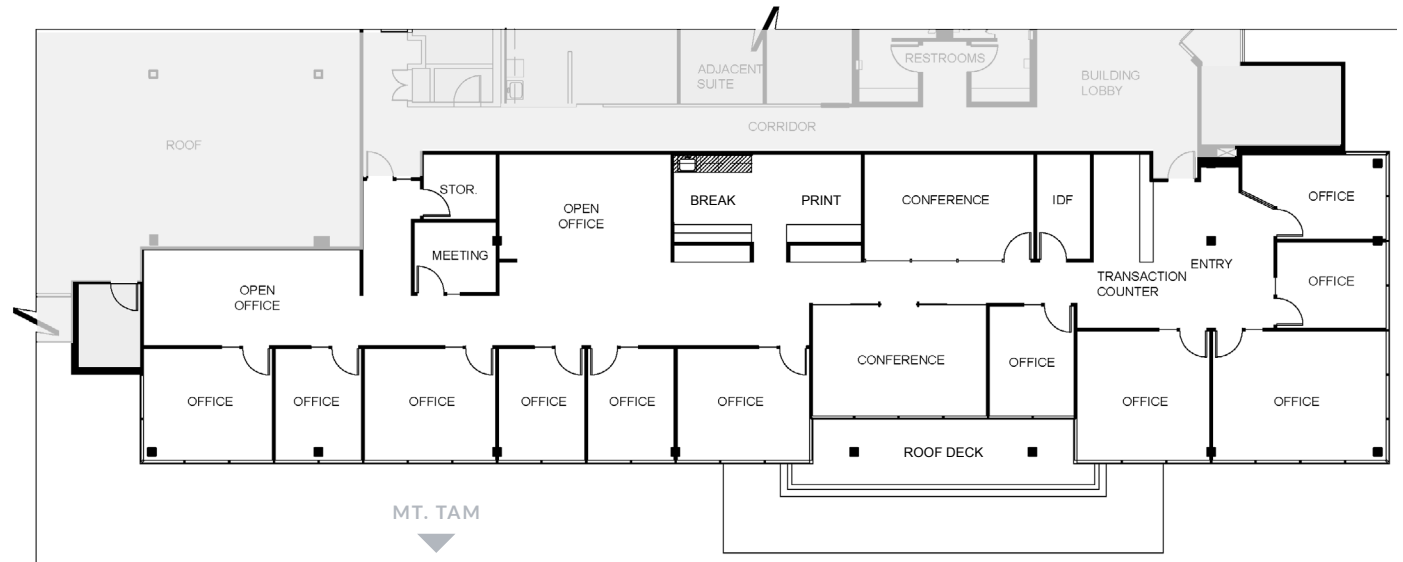 RESTROOMS
ADJACENT
SUITE
BUILDING
LOBBY
CORRIDOR
ROOF
STOR.
OPEN
OFFICE
BREAK
PRINT
CONFERENCE
IDF
OFFICE
MEETING
ENTRY
TRANSACTION
COUNTER
OFFICE
OPEN
OFFICE
CONFERENCE
OFFICE
OFFICE
OFFICE
OFFICE
OFFICE
OFFICE
OFFICE
OFFICE
OFFICE
ROOF DECK
MT. TAM